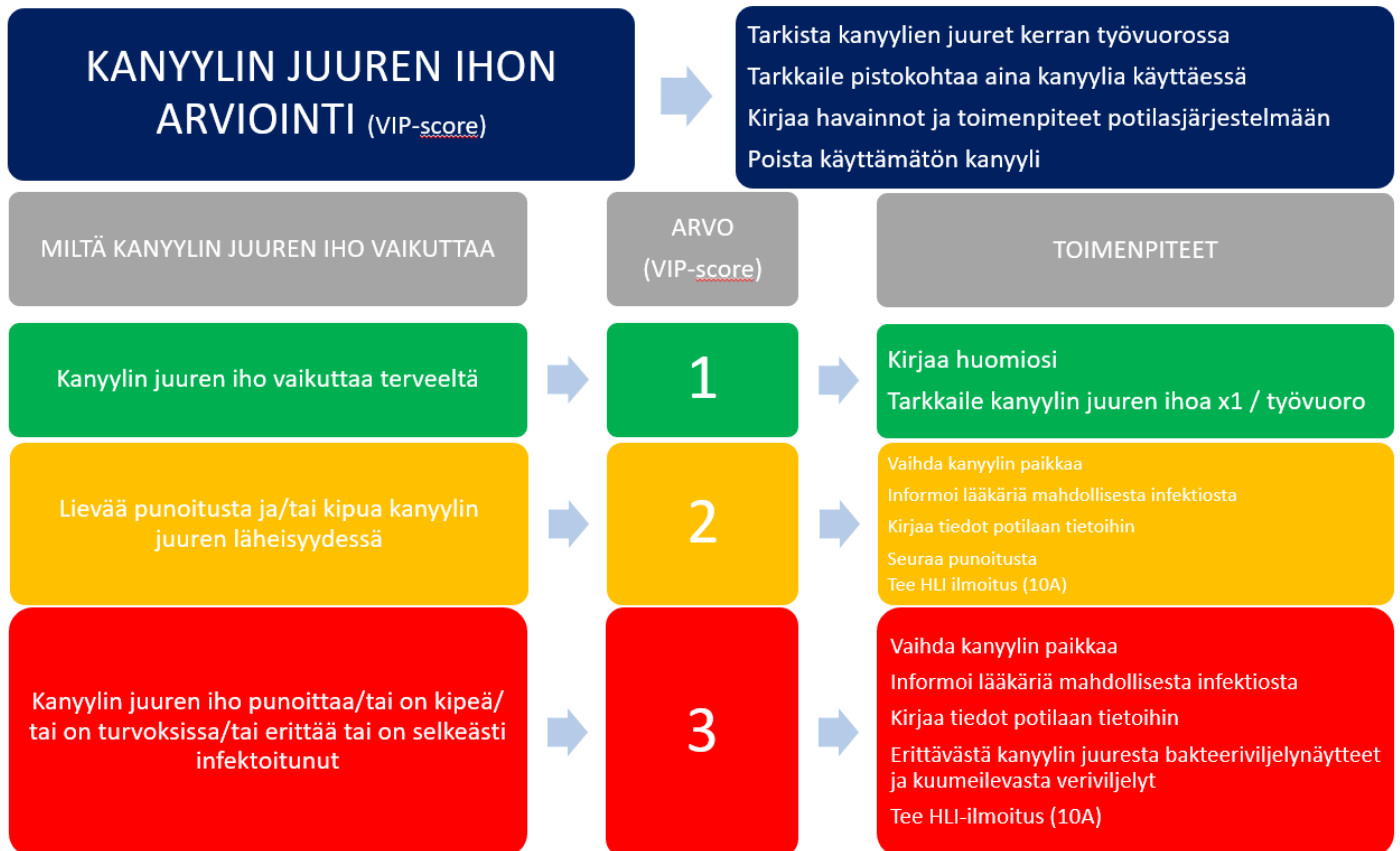 KANYYLIN JUUREN IHON
ARVIOINTI (VIP-score)
Tarkista kanyylien juuret kerran työvuorossa
Tarkkaile pistokohtaa aina kanyylia käyttäessä
Kirjaa havainnot ja toimenpiteet potilasjärjestelmään
Poista käyttämätön kanyyli
MILTÄ KANYYLIN JUUREN IHO VAIKUTTAA
ARVO
(VIP-score)
TOIMENPITEET
Kanyylin juuren iho vaikuttaa terveeltä
1
Kirjaa huomiosi
Tarkkaile kanyylin juuren ihoa x1 / työvuoro
Lievää punoitusta ja/tai kipua kanyylin
juuren läheisyydessä
2
Vaihda kanyylin paikkaa
Informoi lääkäriä mahdollisesta infektiosta
Kirjaa tiedot potilaan tietoihin
Seuraa punoitusta
Tee HLI ilmoitus (10A)
Kanyylin juuren iho punoittaa/tai on kipeä/
tai on turvoksissa/tai erittää tai on selkeästi
infektoitunut
3
Vaihda kanyylin paikkaa
Informoi lääkäriä mahdollisesta infektiosta
Kirjaa tiedot potilaan tietoihin
Erittävästä kanyylin juuresta bakteeriviljelynäytteet
ja kuumeilevasta veriviljelyt
Tee HLI-ilmoitus (10A)